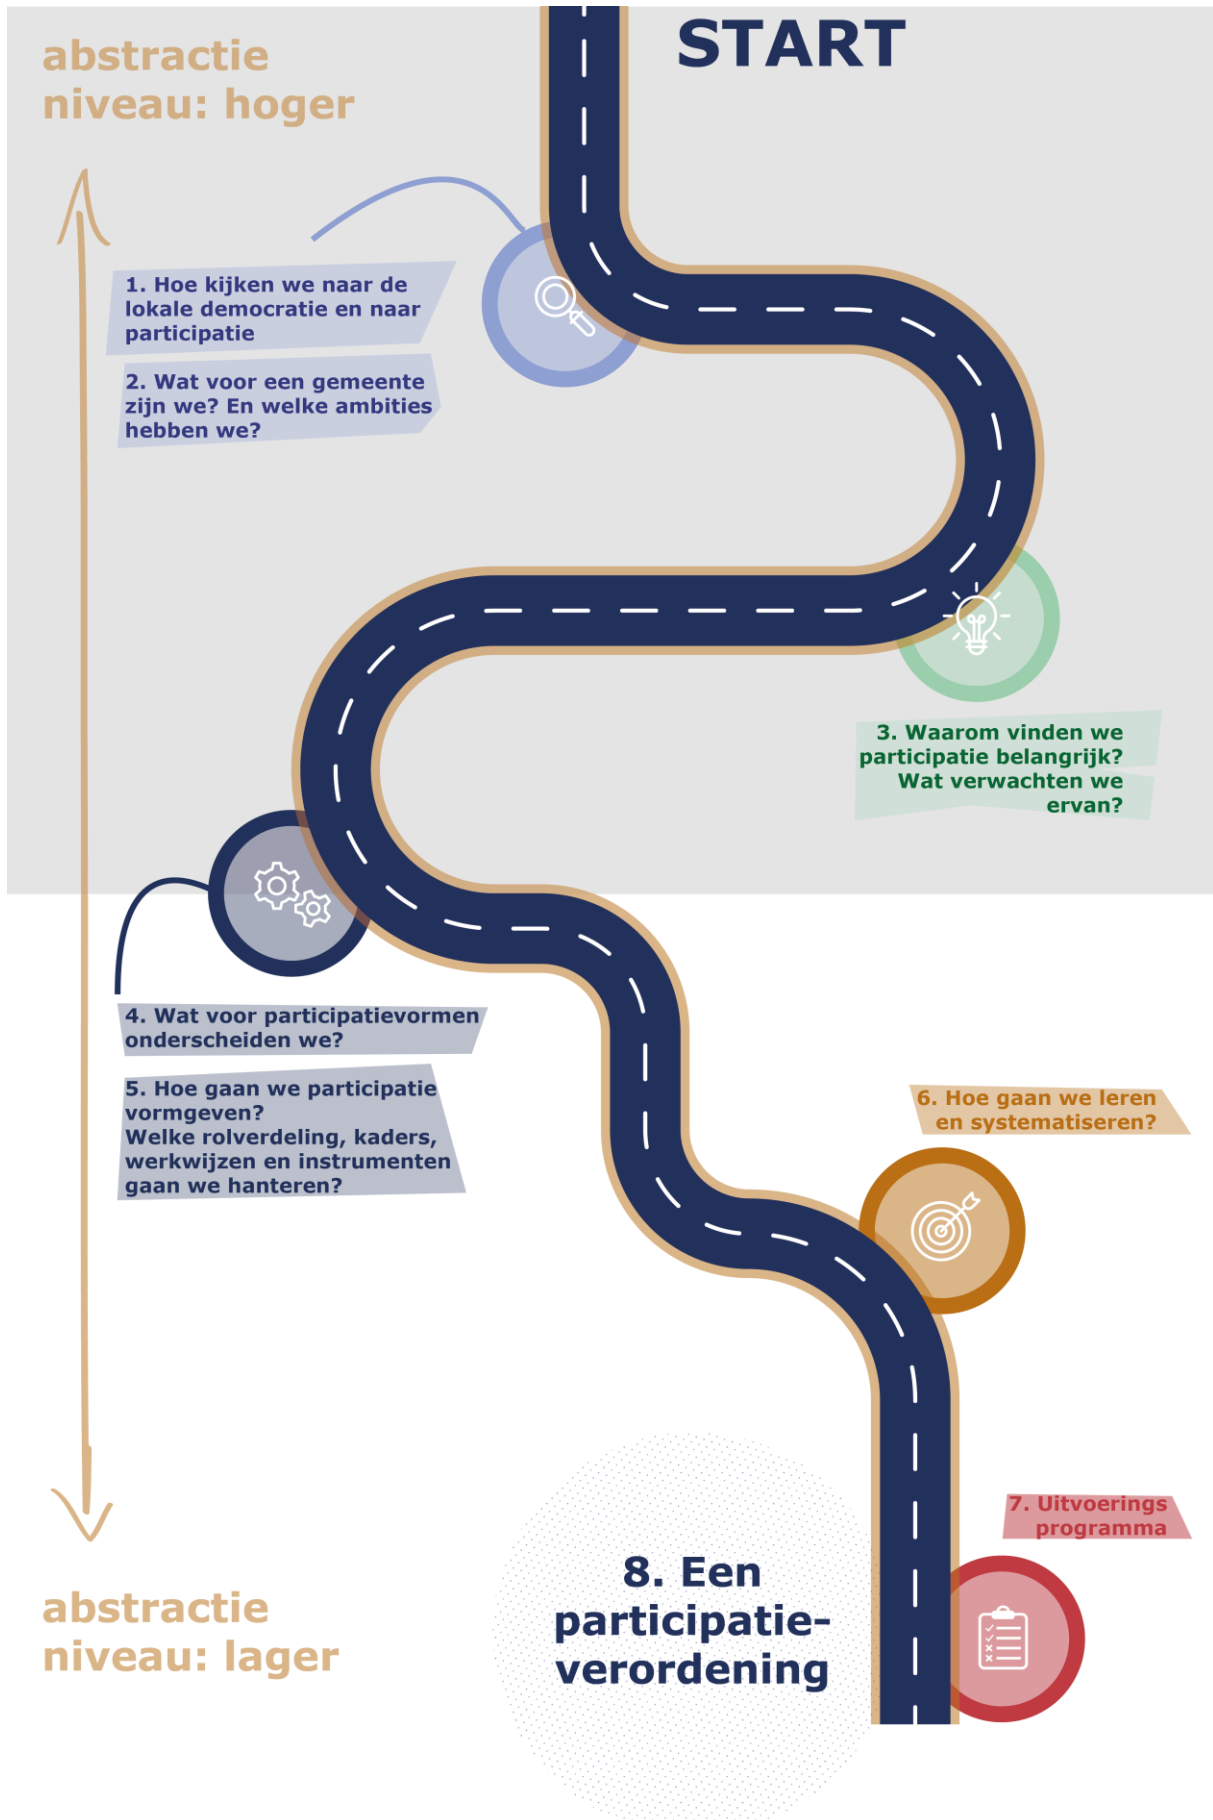 START
abstractie
niveau: hoger
1. Hoe kijken we naar de
lokale democratie en naar
participatie
2. Wat voor een gemeente
zijn we? En welke ambities
hebben we?
3. Waarom vinden we
participatie belangrijk?
Wat verwachten we
ervan?
4. Wat voor participatievormen
onderscheiden we?
5. Hoe gaan we participatie
vormgeven?
Welke rolverdeling, kaders,
werkwijzen en instrumenten
gaan we hanteren?
6. Hoe gaan we leren
en systematiseren?
7. Uitvoerings
programma
8. Een
participatie-
verordening
abstractie
niveau: lager